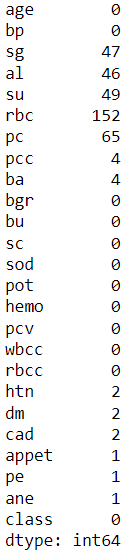 age 0
bp 0
sg 47
al 46
su 49
rbc 152
pc 65
pcc 4
ba 4
bgr 0
bu 0
sc 0
sod 0
pot 0
hemo 0
pcv 0
wbcc 0
rbcc 0
htn 2
dm 2
cad 2
appet 1
pe 1
ane 1
class 0
dtype: int64